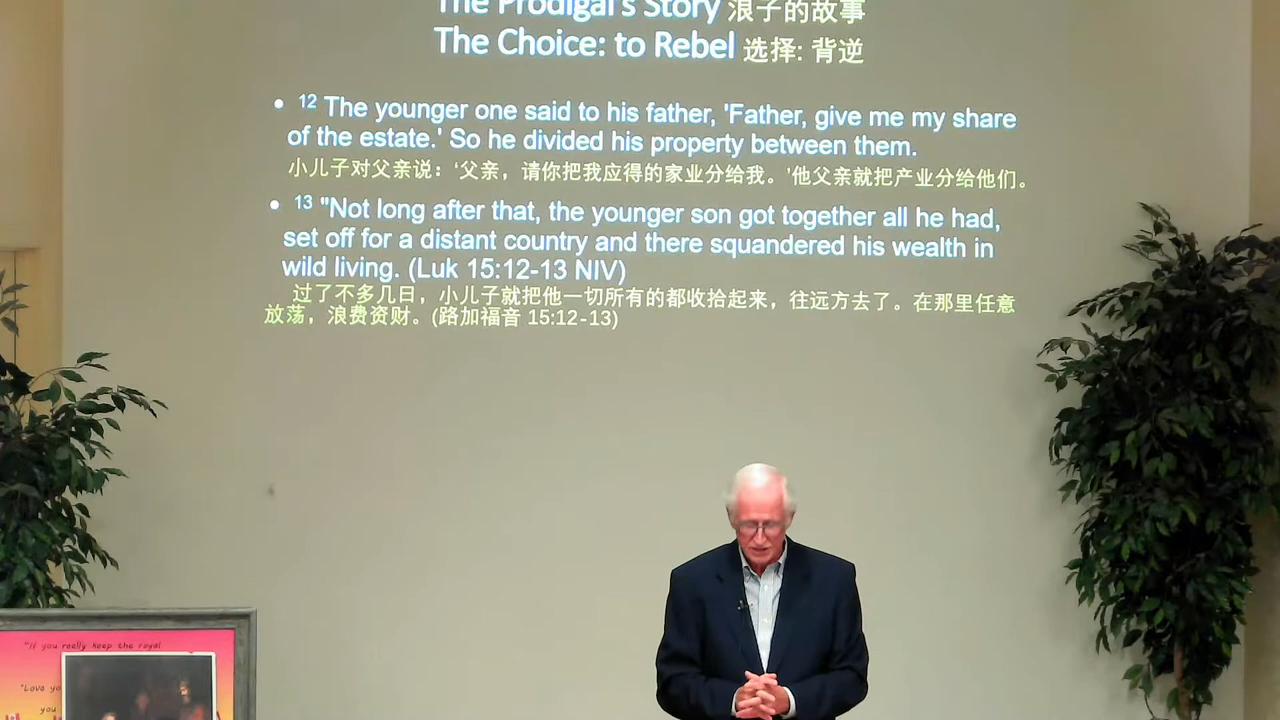 The Prodigal's Story 浪子的故事
The Choice: to Rebel 选择: 背逆
• 12 The younger one said to his father, 'Father, give me my share
of the estate.' So he divided his property between them.
小儿子对父亲说：‘父亲，请你把我应得的家业分给我。’他父亲就把产业分给他们。
• 13 "Not long after that, the younger son got together all he had,
set off for a distant country and there squandered his wealth in
wild living. (Luk 15:12-13 NIV)
过了不多几日，小儿子就把他一切所有的都收拾起来，往远方去了。在那里任意
放荡，浪费资财。(路加福音 15:12-13)
"If you really keep the royal
"Love yo
you